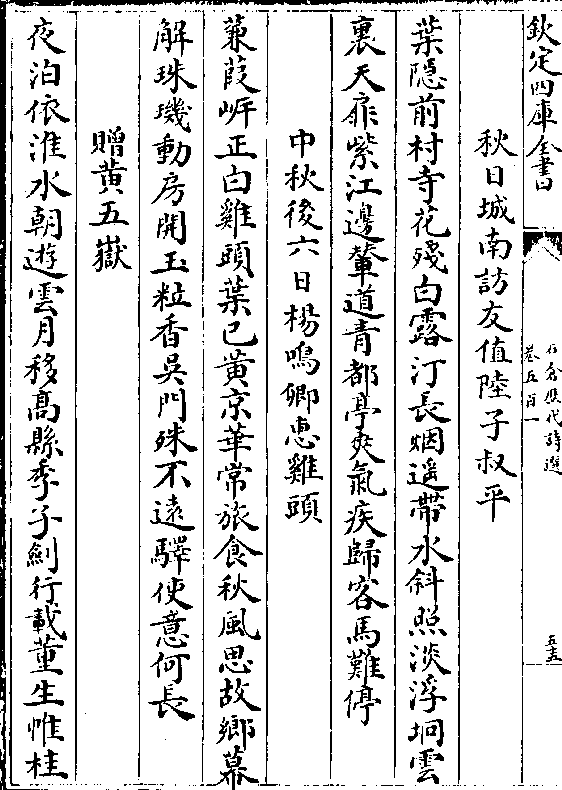 欽定四庫全書
石倉歷代詩選
卷五百一
五
秋日城南訪友值陸子叔平
葉隱前村寺花殘白露汀長烟遥帶水斜照淡浮坰雲
裏天扉紫江邊輦道青都亭爽氣疾歸客馬難停
中秋後六日楊鳴卿惠雞頭
蒹葭岸正白雞頭葉已黄京華常旅食秋風思故鄉幕
解珠璣動房開玉粒香吳門殊不遠驛使意何長
贈黄五嶽
夜泊依淮水朝遊雲月移高縣季子劍行載董生帷桂